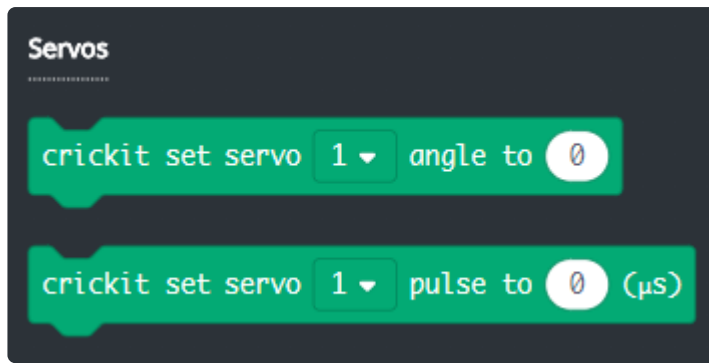 Servos
crickit set servo 1 angle to 0
crickit set servo 1 pulse to 0 (µs)